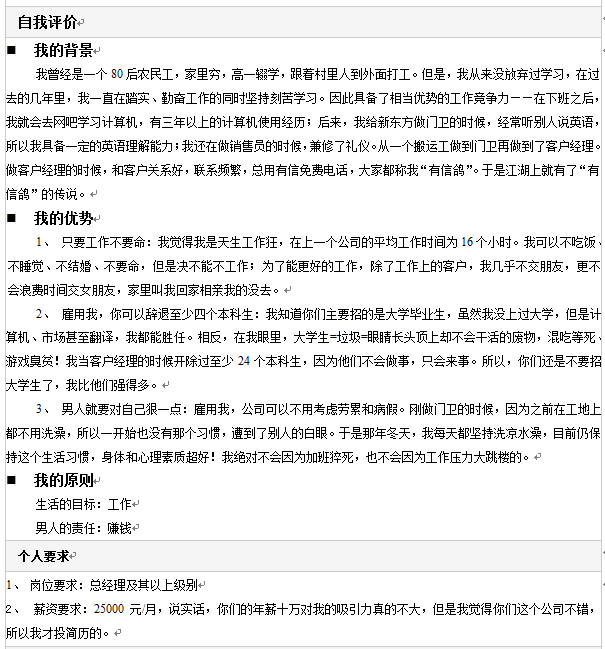 自我评价
■ 我的背景
我曾经是一个 80 后农民工，家里穷，高一辍学，跟着村里人到外面打工。但是，我从来没放弃过学习，在过
去的几年里，我一直在踏实、勤奋工作的同时坚持刻苦学习。因此具备了相当优势的工作竞争力－－在下班之后，
我就会去网吧学习计算机，有三年以上的计算机使用经历；后来，我给新东方做门卫的时候，经常听别人说英语，
所以我具备一定的英语理解能力；我还在做销售员的时候，兼修了礼仪。从一个搬运工做到门卫再做到了客户经理。
做客户经理的时候，和客户关系好，联系频繁，总用有信免费电话，大家都称我“有信鸽”。于是江湖上就有了“有
信鸽”的传说。
■ 我的优势
1、 只要工作不要命：我觉得我是天生工作狂，在上一个公司的平均工作时间为 16 个小时。我可以不吃饭、
不睡觉、不结婚、不要命，但是决不能不工作；为了能更好的工作，除了工作上的客户，我几乎不交朋友，更不
会浪费时间交女朋友，家里叫我回家相亲我的没去。
2、 雇用我，你可以辞退至少四个本科生：我知道你们主要招的是大学毕业生，虽然我没上过大学，但是计
算机、市场甚至翻译，我都能胜任。相反，在我眼里，大学生=垃圾=眼睛长头顶上却不会干活的废物，混吃等死、
游戏臭贫！我当客户经理的时候开除过至少 24 个本科生，因为他们不会做事，只会来事。所以，你们还是不要招
大学生了，我比他们强得多。
3、 男人就要对自己狠一点：雇用我，公司可以不用考虑劳累和病假。刚做门卫的时候，因为之前在工地上
都不用洗澡，所以一开始也没有那个习惯，遭到了别人的白眼。于是那年冬天，我每天都坚持洗凉水澡，目前仍保
持这个生活习惯，身体和心理素质超好！我绝对不会因为加班猝死，也不会因为工作压力大跳楼的。
■ 我的原则
生活的目标：工作
男人的责任：赚钱
个人要求
1、 岗位要求：总经理及其以上级别
2、 薪资要求：25000 元/月，说实话，你们的年薪十万对我的吸引力真的不大，但是我觉得你们这个公司不错，
所以我才投简历的。